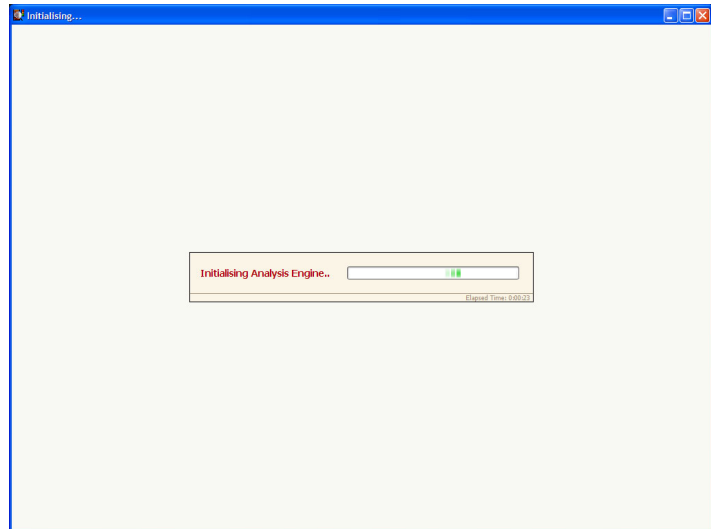 Initialising...
Initialising Analysis Engine..
Elapsed Time: 0:00:23